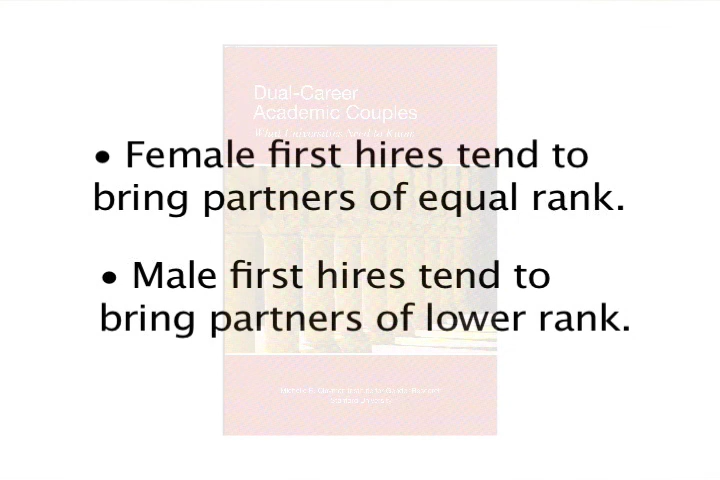 Dual-Career
Academic Couples
What Universities Need to Know
• Female first hires tend to
bring partners of equal rank.
• Male first hires tend to
bring partners of lower rank.